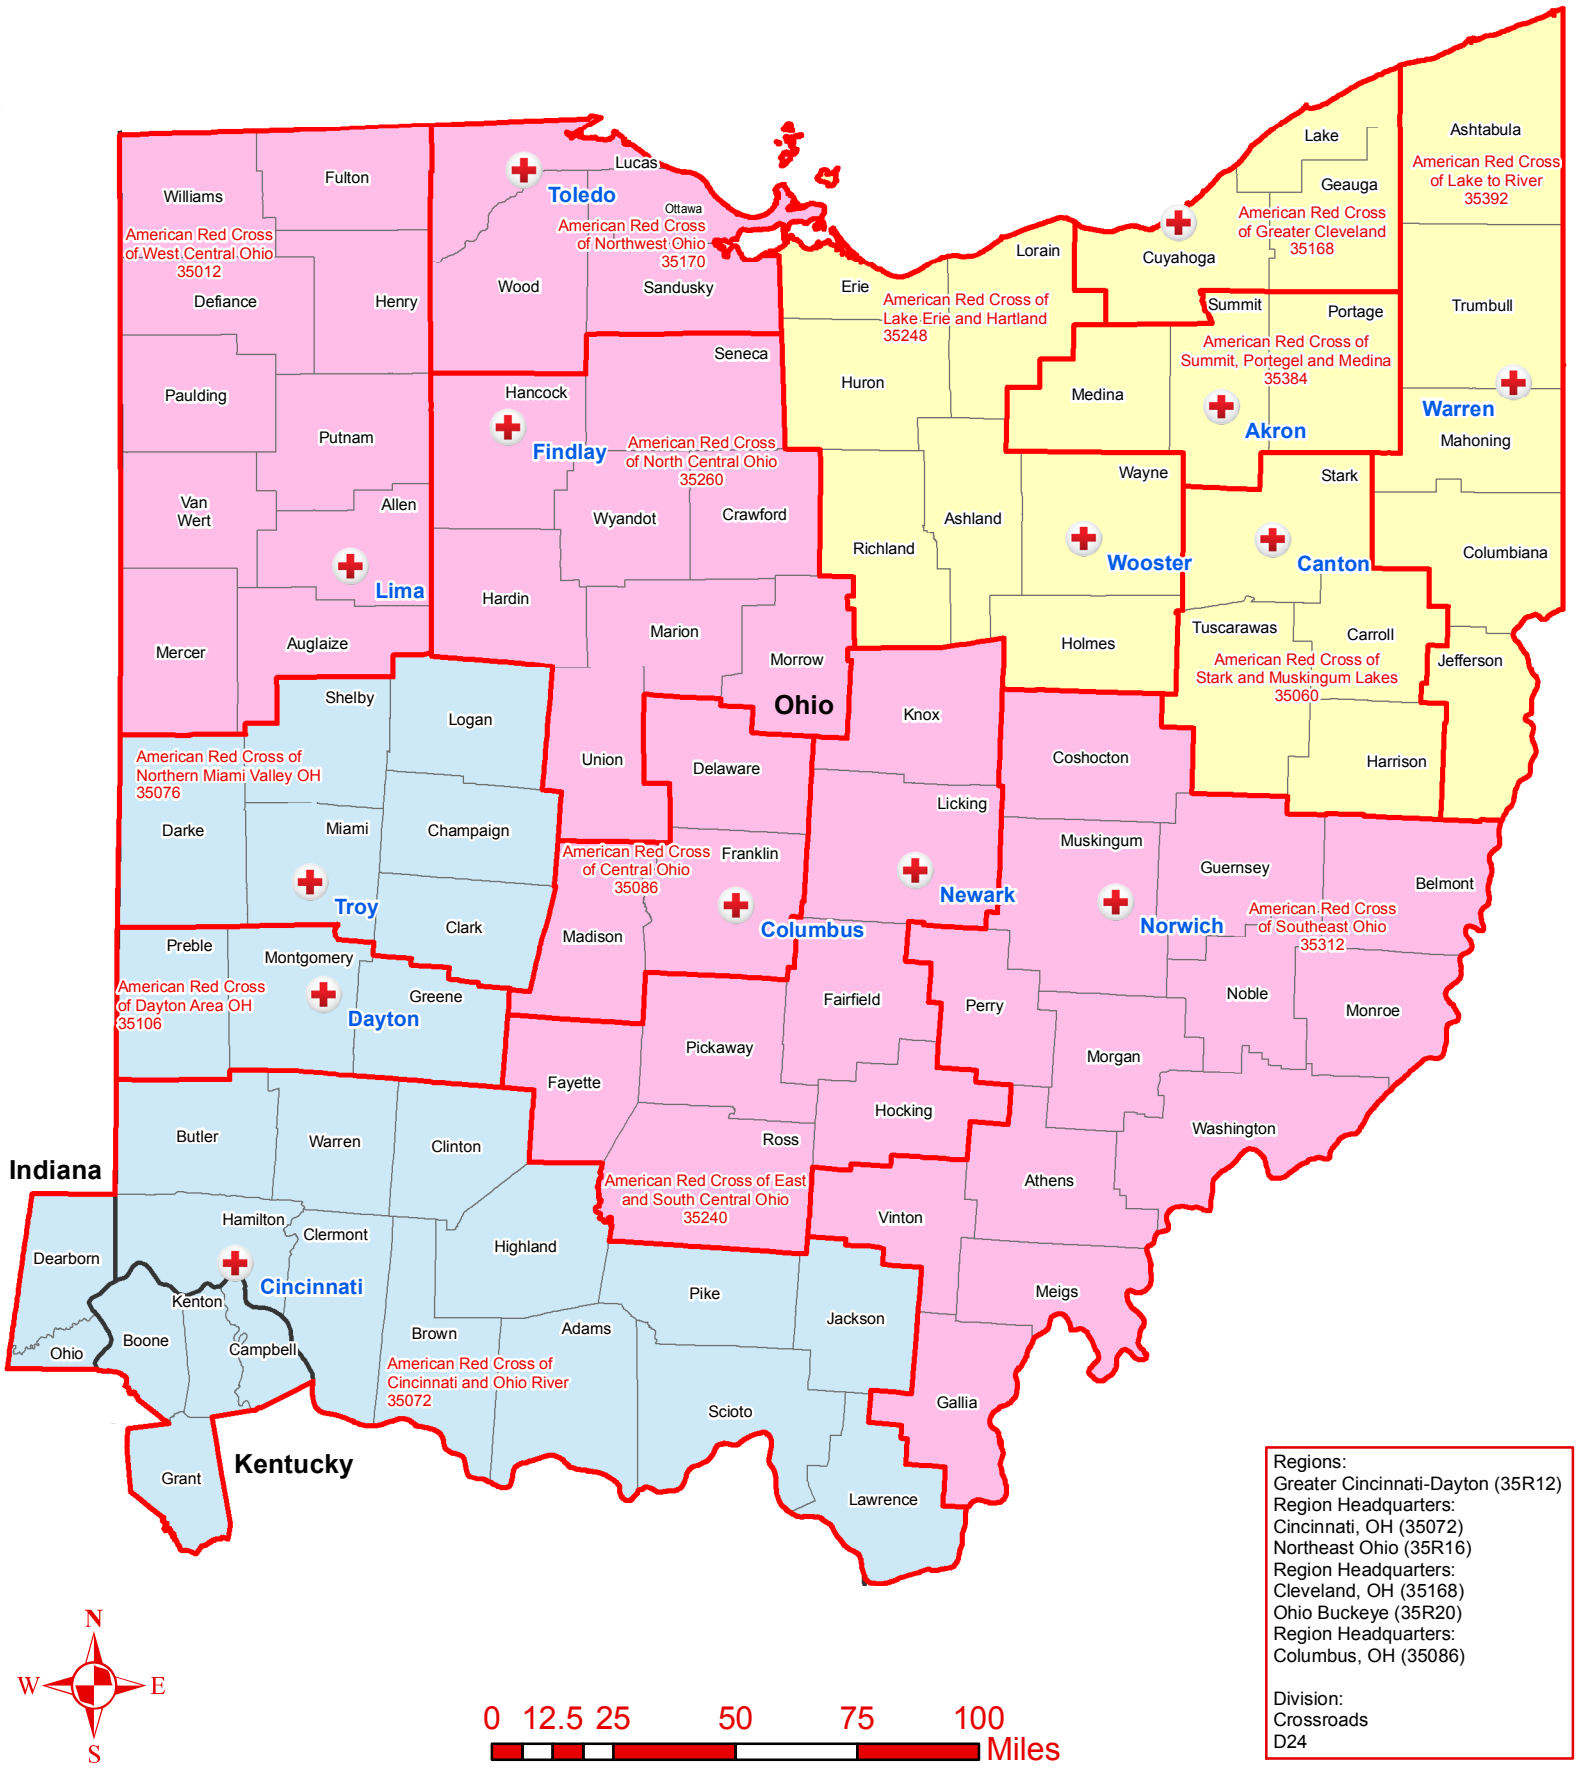 Lake
Ashtabula
American Red Cross
of Lake to River
35392
Geauga
American Red Cross
of Greater Cleveland
35168
Cuyahoga
Lucas
Toledo
Ottawa
American Red Cross
of Northwest Ohio
35170
Wood
Sandusky
Fulton
Williams
American Red Cross
of West Central Ohio
35012
Defiance
Henry
Paulding
Putnam
Van
Wert
Allen
Lima
Mercer
Auglaize
Lorain
Erie
American Red Cross of
Lake Erie and Hartland
35248
Huron
Summit
Portage
American Red Cross of
Summit, Portegel and Medina
35384
Medina
Akron
Trumbull
Warren
Mahoning
Columbiana
Jefferson
Seneca
Hancock
Findlay
American Red Cross
of North Central Ohio
35260
Wyandot
Crawford
Hardin
Marion
Morrow
Ohio
Richland
Ashland
Wayne
Wooster
Holmes
Stark
Canton
Tuscarawas
Carroll
American Red Cross of
Stark and Muskingum Lakes
35060
Harrison
Shelby
Logan
American Red Cross of
Northern Miami Valley OH
35076
Darke
Miami
Champaign
Troy
Clark
Union
Delaware
Knox
Licking
Newark
American Red Cross
of Central Ohio
35086
Franklin
Madison
Columbus
Coshocton
Muskingum
Guernsey
Belmont
Norwich
American Red Cross
of Southeast Ohio
35312
Noble
Monroe
Perry
Morgan
Washington
Athens
Vinton
Meigs
Gallia
Preble
Montgomery
American Red Cross
of Dayton Area OH
35106
Greene
Dayton
Fairfield
Pickaway
Fayette
Hocking
Ross
American Red Cross of East
and South Central Ohio
35240
Butler
Warren
Clinton
Indiana
Hamilton
Clermont
Highland
Dearborn
Cincinnati
Kenton
Boone
Campbell
Ohio
Brown
Adams
American Red Cross of
Cincinnati and Ohio River
35072
Pike
Jackson
Scioto
Lawrence
Grant
Kentucky
Regions:
Greater Cincinnati-Dayton (35R12)
Region Headquarters:
Cincinnati, OH (35072)
Northeast Ohio (35R16)
Region Headquarters:
Cleveland, OH (35168)
Ohio Buckeye (35R20)
Region Headquarters:
Columbus, OH (35086)
Division:
Crossroads
D24
N
W E
S
0 12.5 25 50 75 100
Miles